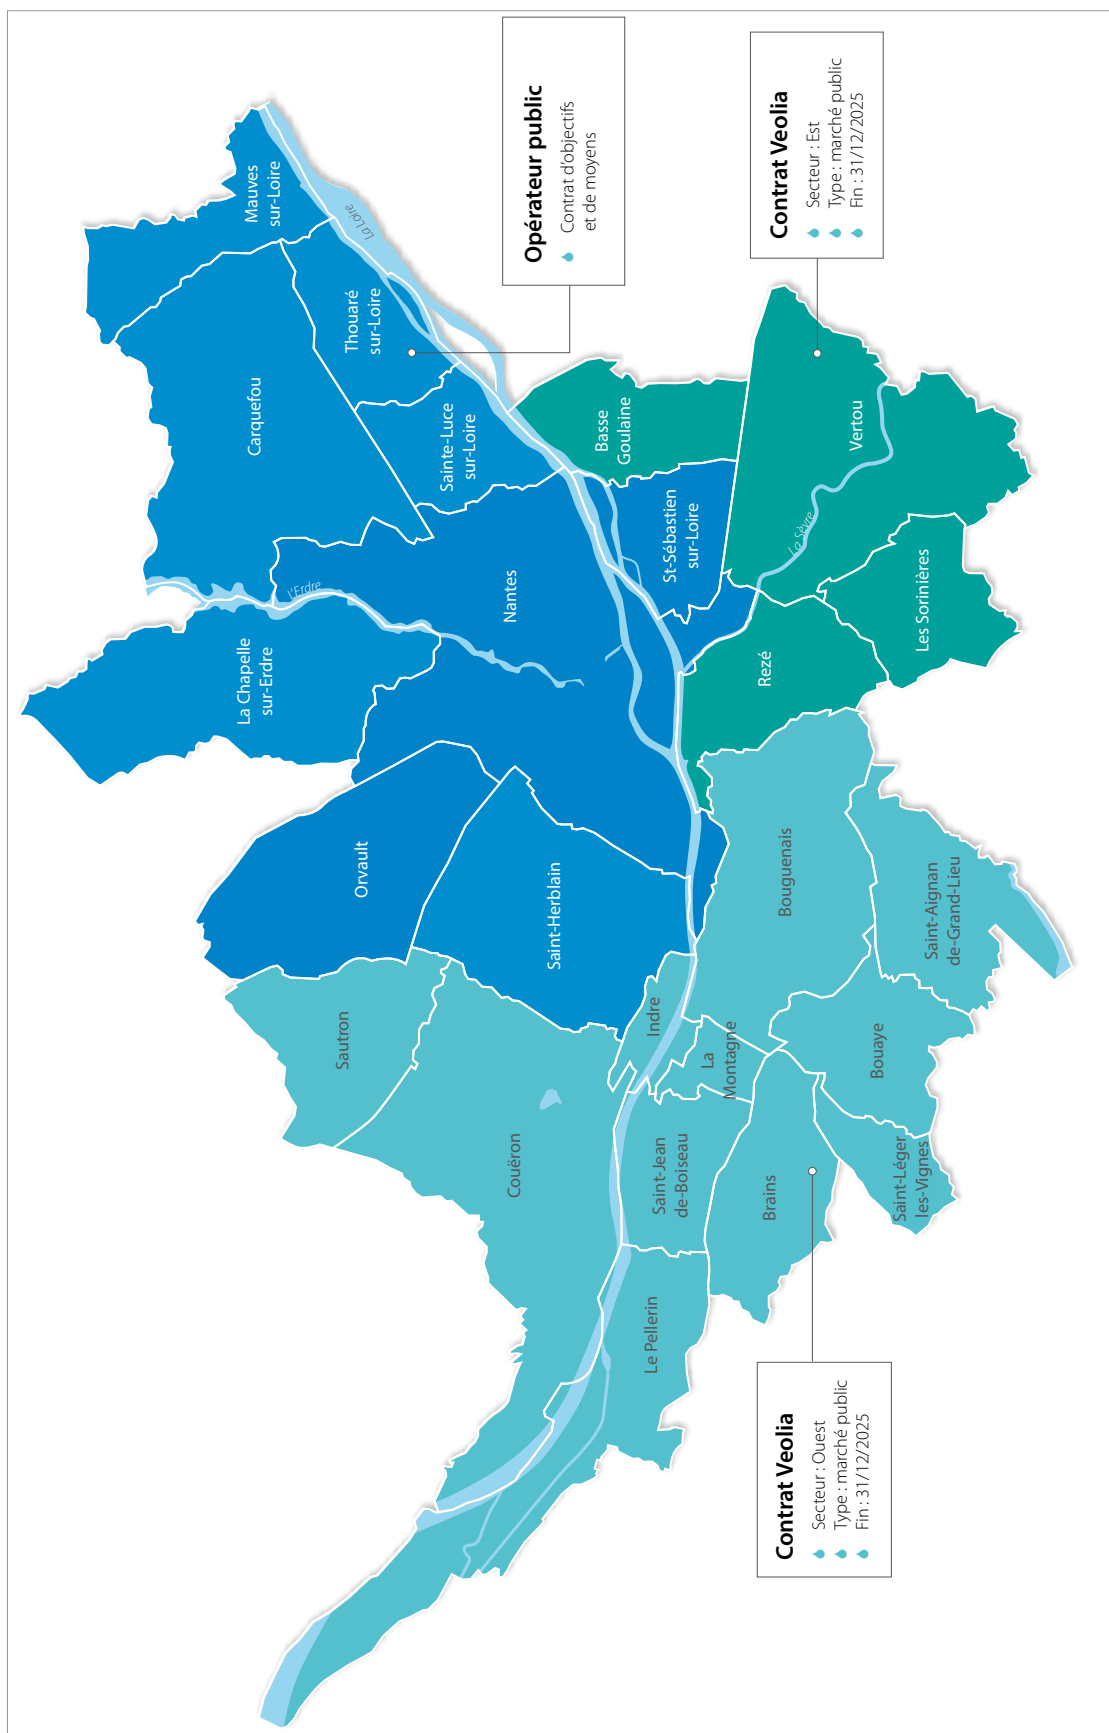 Mauves
sur-Loire
Carquefou
Thouaré
sur-Loire
La Loire
Sainte-Luce
sur-Loire
La Chapelle
sur-Erdre
l'Erdre
Nantes
Orvault
Saint-Herblain
Sautron
Couëron
Indre
Basse
Goulaine
St-Sébastien
sur-Loire
Vertou
La Sèvre
Les Sorinières
Rezé
Bouguenais
Saint-Aignan
de-Grand-Lieu
La
Montagne
Bouaye
Saint-Jean
de-Boiseau
Brains
Saint-Léger
les-Vignes
Le Pellerin
Opérateur public
Contrat d'objectifs
et de moyens
Contrat Veolia
Secteur : Est
Type : marché public
Fin : 31/12/2025
Contrat Veolia
Secteur : Ouest
Type : marché public
Fin : 31/12/2025